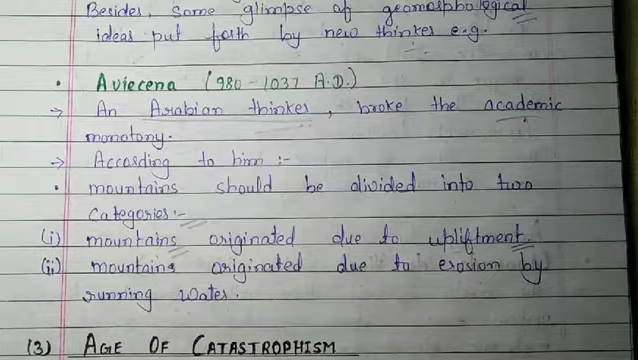 Besides, some glimpse of geomorphological
ideas put forth by new thinker e.g.
• Aviecena (980-1037 A.D.)
→ An Arabian thinker, broke the academic
monotony.
→ According to him :-
• mountains should be divided into two
categories:-
(i) mountains originated due to upliftment.
(ii) mountains originated due to erosion by
running water.
(3) AGE OF CATASTROPHISM